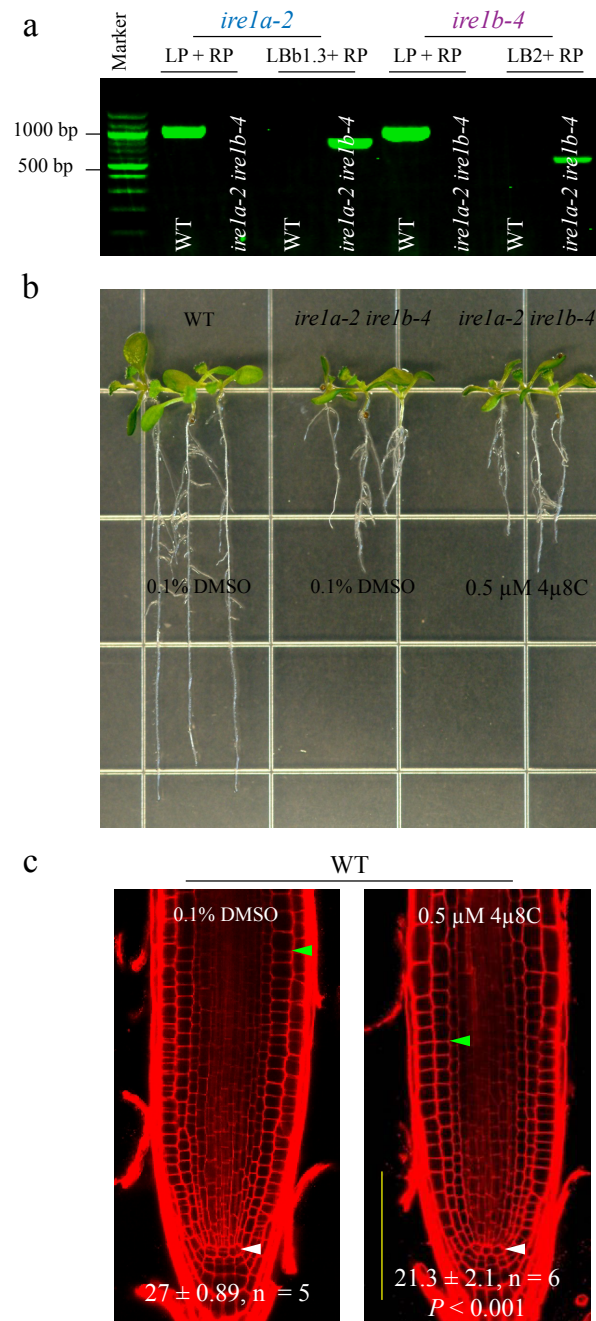 a
ire1a-2 ire1b-4
Marker
LP + RP LBb1.3+ RP LP + RP LB2+ RP
1000 bp
500 bp
WT
ire1a-2 ire1b-4
WT
ire1a-2 ire1b-4
WT
ire1a-2 ire1b-4
WT
ire1a-2 ire1b-4
b
WT ire1a-2 ire1b-4 ire1a-2 ire1b-4
0.1% DMSO 0.1% DMSO 0.5 µM 4µ8C
c
WT
0.1% DMSO 0.5 µM 4µ8C
27 ± 0.89, n = 5 21.3 ± 2.1, n = 6
P < 0.001